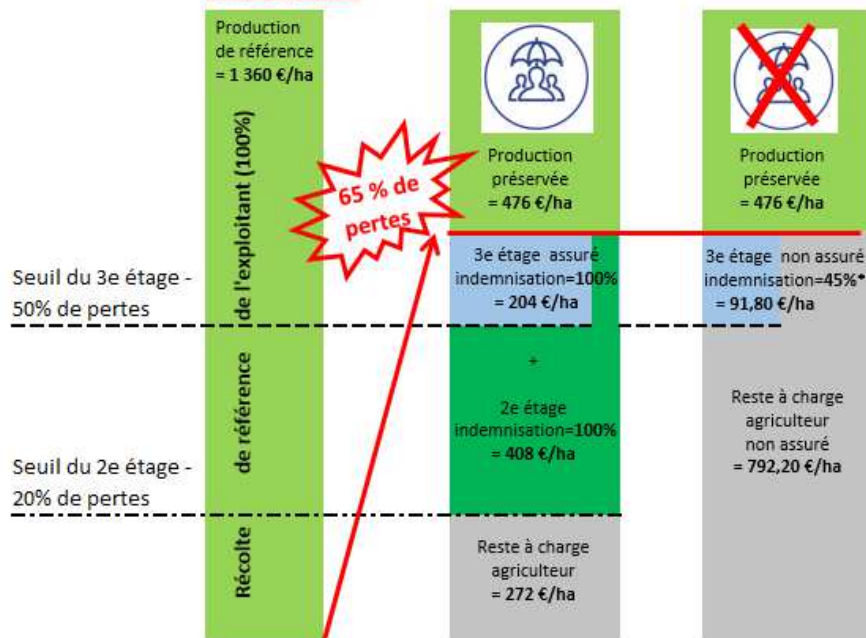 Production
de référence
= 1 360 €/ha
Récolte de référence de l'exploitant (100%)
65 % de
pertes
Seuil du 3e étage -
50% de pertes
Seuil du 2e étage -
20% de pertes
Production
préservée
= 476 €/ha
3e étage assuré
indemnisation=100%
= 204 €/ha
+
2e étage
indemnisation=100%
= 408 €/ha
Reste à charge
agriculteur
= 272 €/ha
Production
préservée
= 476 €/ha
3e étage non assuré
indemnisation=45%*
= 91,80 €/ha
Reste à charge
agriculteur
non assuré
= 792,20 €/ha